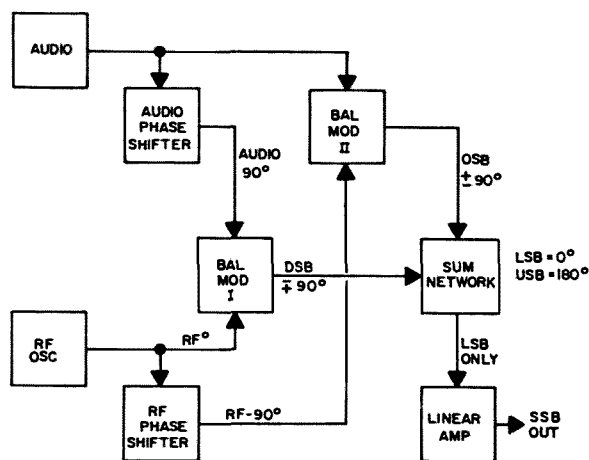 AUDIO
AUDIO
PHASE
SHIFTER
BAL
MOD
II
AUDIO
90°
OSB
± 90°
BAL
MOD
I
DSB
∓ 90°
SUM
NETWORK
LSB = 0°
USB = 180°
RF
OSC
RF°
LSB
ONLY
RF
PHASE
SHIFTER
RF-90°
LINEAR
AMP
SSB
OUT